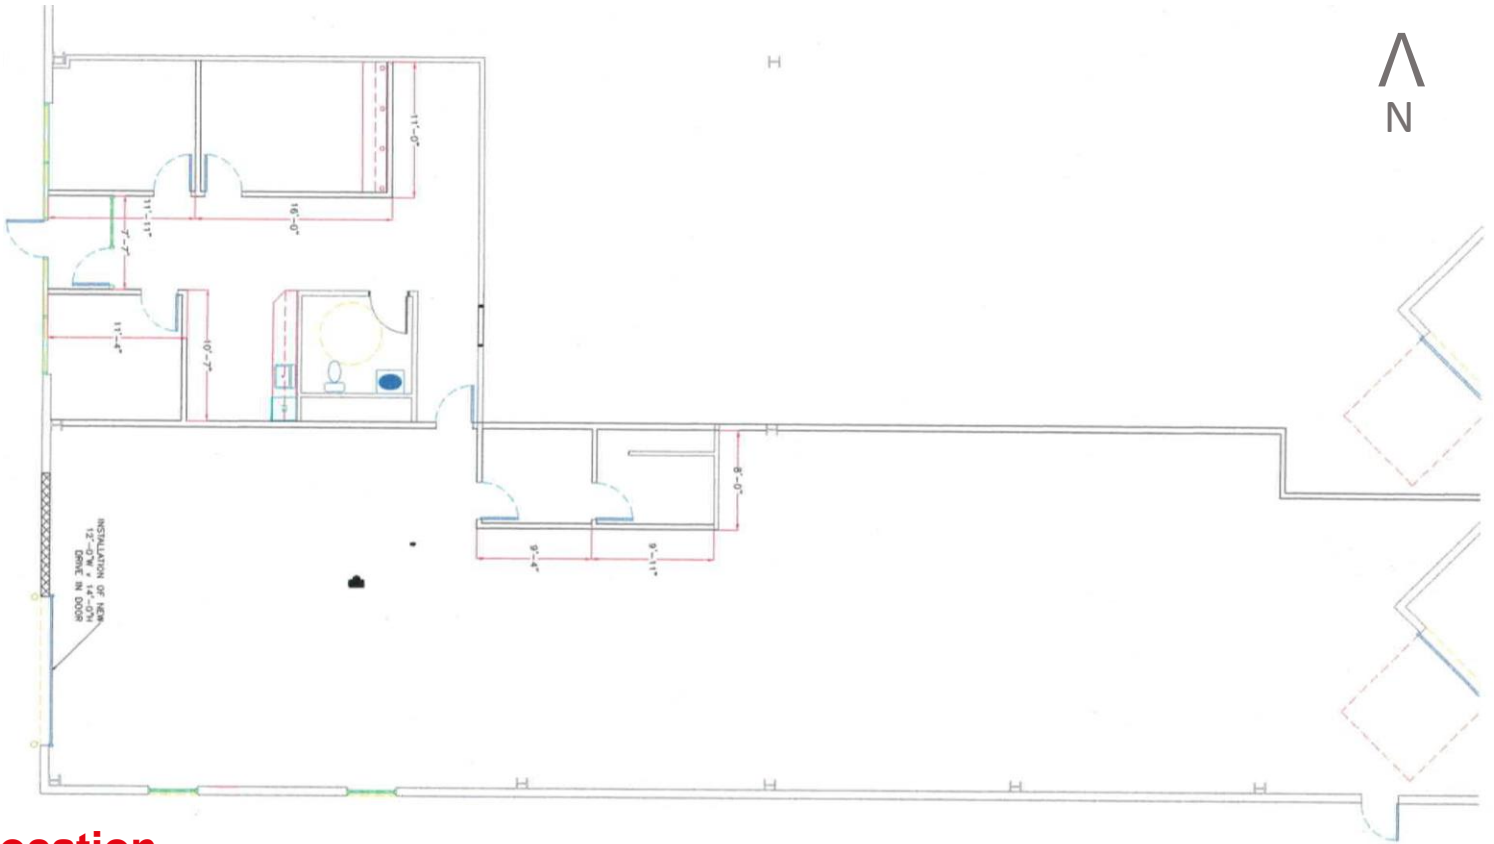 N
11'-0"
11'-11"
16'-0"
7'-7"
11'-4"
10'-7"
8'-0"
9'-4"
9'-11"
INSTALLATION OF NEW
12'-0"W x 14'-0"H
DRIVE IN DOOR